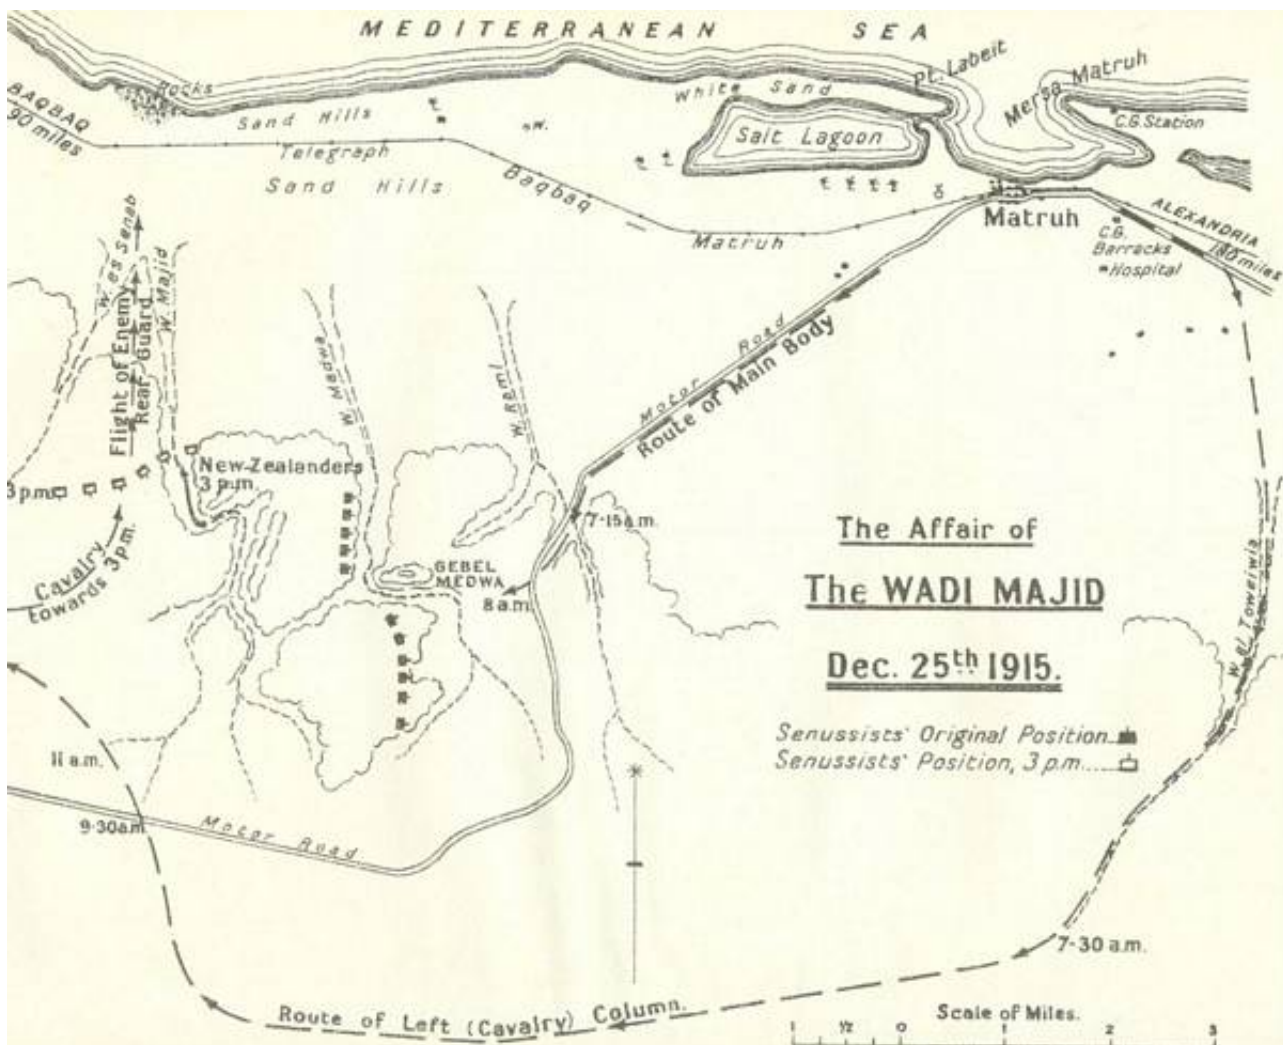 MEDITERRANEAN SEA
Pt. Labeit
Mersa Matruh
C.G. Station
Rocks
BAQBAQ
90 miles
Sand Hills
White Sand
Salt Lagoon
W.
Telegraph
Sand Hills
Baqbaq
Matruh
Matruh
C.G.
Barracks
Hospital
ALEXANDRIA
180 miles
W. es Senab
W. Majid
Flight of Enemy
Rear Guard
W. Madwa
W. Raml
Motor Road
Route of Main Body
New Zealanders
3 p.m.
3 p.m.
Cavalry
towards 3 p.m.
GEBEL
MEDWA
7-15 a.m.
8 a.m.
The Affair of
The WADI MAJID
Dec. 25th 1915.
Senussists' Original Position
Senussists' Position, 3 p.m.
W. el Toweiwia
11 a.m.
9-30 a.m.
Motor Road
7-30 a.m.
Route of Left (Cavalry) Column.
Scale of Miles.
1 ½ 0 1 2 3